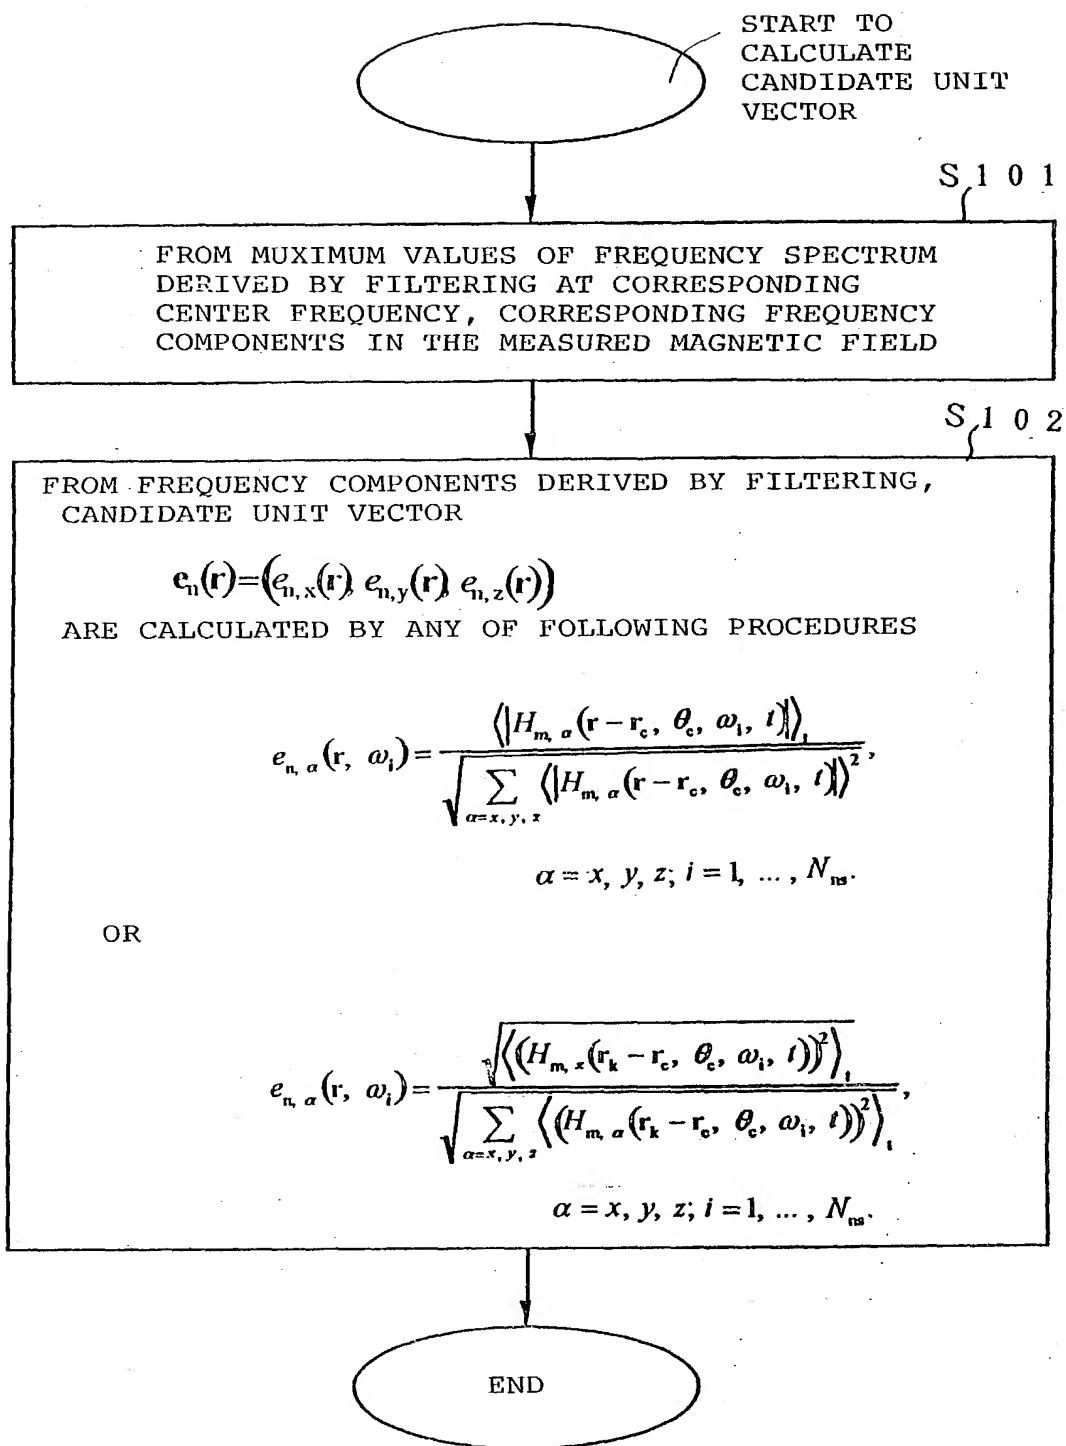 START TO
CALCULATE
CANDIDATE UNIT
VECTOR
S101
FROM MUXIMUM VALUES OF FREQUENCY SPECTRUM
DERIVED BY FILTERING AT CORRESPONDING
CENTER FREQUENCY, CORRESPONDING FREQUENCY
COMPONENTS IN THE MEASURED MAGNETIC FIELD
S102
FROM FREQUENCY COMPONENTS DERIVED BY FILTERING,
CANDIDATE UNIT VECTOR
e_n(r)=(e_{n,x}(r), e_{n,y}(r), e_{n,z}(r))
ARE CALCULATED BY ANY OF FOLLOWING PROCEDURES
e_{n, α}(r, ω_i) = ⟨|H_{m, α}(r − r_c, θ_c, ω_i, t)|⟩_t / √(∑_{α=x, y, z} ⟨|H_{m, α}(r − r_c, θ_c, ω_i, t)|⟩²),
α = x, y, z; i = 1, ..., N_{ns}.
OR
e_{n, α}(r, ω_i) = √⟨(H_{m, x}(r_k − r_c, θ_c, ω_i, t))²⟩_t / √(∑_{α=x, y, z} ⟨(H_{m, α}(r_k − r_c, θ_c, ω_i, t))²⟩_t),
α = x, y, z; i = 1, ..., N_{ns}.
END